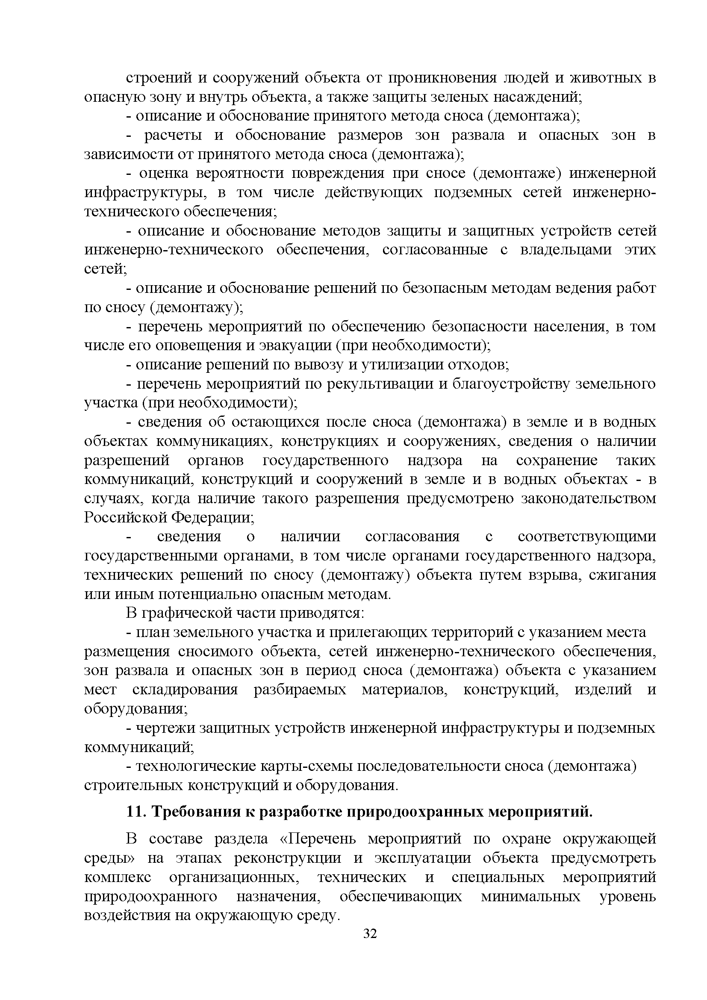 строений и сооружений объекта от проникновения людей и животных в
опасную зону и внутрь объекта, а также защиты зеленых насаждений;
- описание и обоснование принятого метода сноса (демонтажа);
- расчеты и обоснование размеров зон развала и опасных зон в
зависимости от принятого метода сноса (демонтажа);
- оценка вероятности повреждения при сносе (демонтаже) инженерной
инфраструктуры, в том числе действующих подземных сетей инженерно-
технического обеспечения;
- описание и обоснование методов защиты и защитных устройств сетей
инженерно-технического обеспечения, согласованные с владельцами этих
сетей;
- описание и обоснование решений по безопасным методам ведения работ
по сносу (демонтажу);
- перечень мероприятий по обеспечению безопасности населения, в том
числе его оповещения и эвакуации (при необходимости);
- описание решений по вывозу и утилизации отходов;
- перечень мероприятий по рекультивации и благоустройству земельного
участка (при необходимости);
- сведения об остающихся после сноса (демонтажа) в земле и в водных
объектах коммуникациях, конструкциях и сооружениях, сведения о наличии
разрешений органов государственного надзора на сохранение таких
коммуникаций, конструкций и сооружений в земле и в водных объектах - в
случаях, когда наличие такого разрешения предусмотрено законодательством
Российской Федерации;
- сведения о наличии согласования с соответствующими
государственными органами, в том числе органами государственного надзора,
технических решений по сносу (демонтажу) объекта путем взрыва, сжигания
или иным потенциально опасным методам.
В графической части приводятся:
- план земельного участка и прилегающих территорий с указанием места
размещения сносимого объекта, сетей инженерно-технического обеспечения,
зон развала и опасных зон в период сноса (демонтажа) объекта с указанием
мест складирования разбираемых материалов, конструкций, изделий и
оборудования;
- чертежи защитных устройств инженерной инфраструктуры и подземных
коммуникаций;
- технологические карты-схемы последовательности сноса (демонтажа)
строительных конструкций и оборудования.
11. Требования к разработке природоохранных мероприятий.
В составе раздела «Перечень мероприятий по охране окружающей
среды» на этапах реконструкции и эксплуатации объекта предусмотреть
комплекс организационных, технических и специальных мероприятий
природоохранного назначения, обеспечивающих минимальных уровень
воздействия на окружающую среду.
32